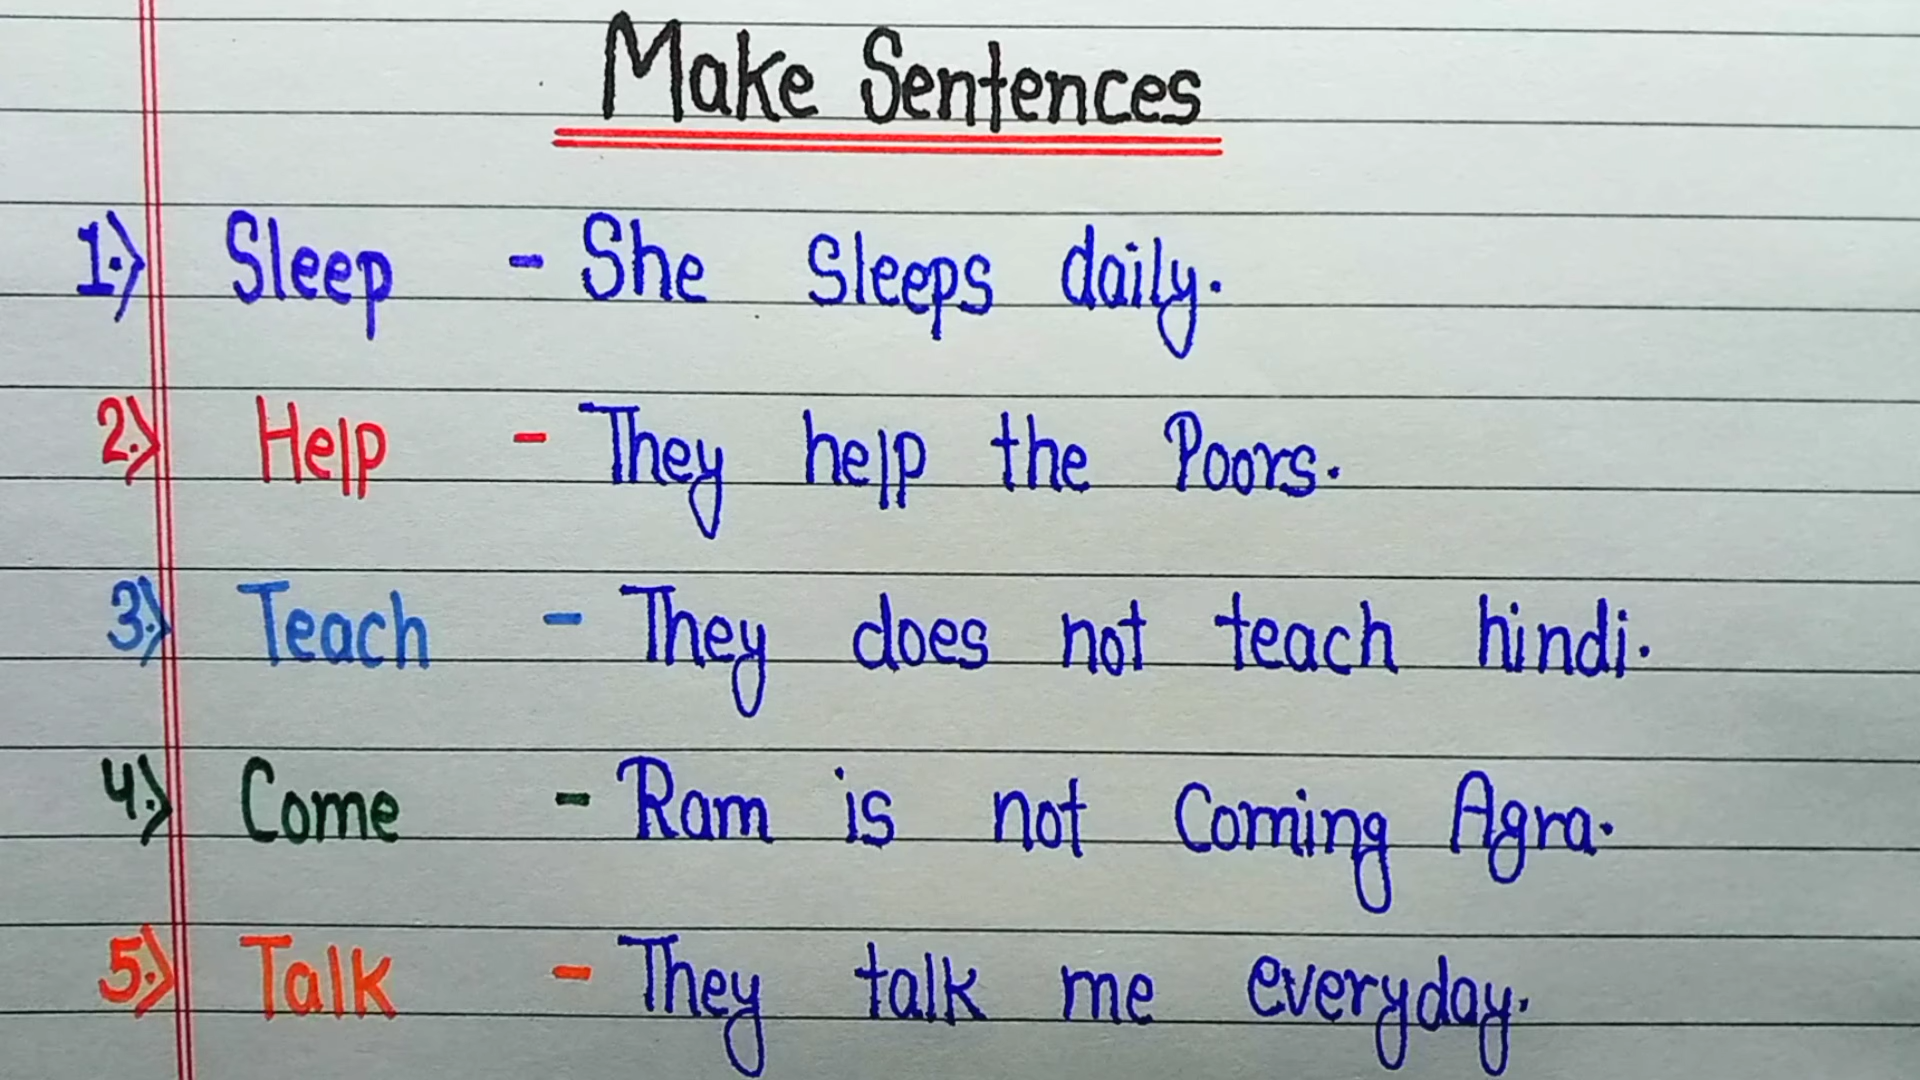 Make Sentences
1.) Sleep - She Sleeps daily.
2.) Help - They help the Poors.
3.) Teach - They does not teach hindi.
4.) Come - Ram is not Coming Agra.
5.) Talk - They talk me everyday.